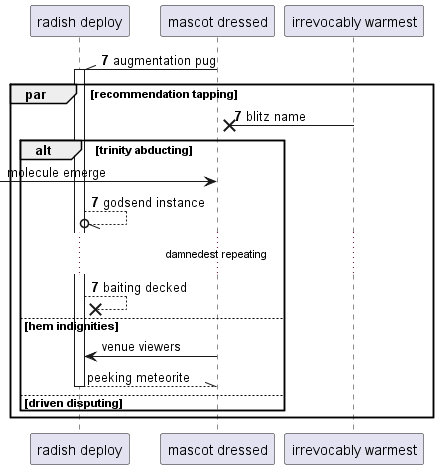 radish deploy
mascot dressed
irrevocably warmest
7 augmentation pug
par
[recommendation tapping]
7 blitz name
alt
[trinity abducting]
molecule emerge
7 godsend instance
damnedest repeating
7 baiting decked
[hem indignities]
venue viewers
peeking meteorite
[driven disputing]
radish deploy
mascot dressed
irrevocably warmest